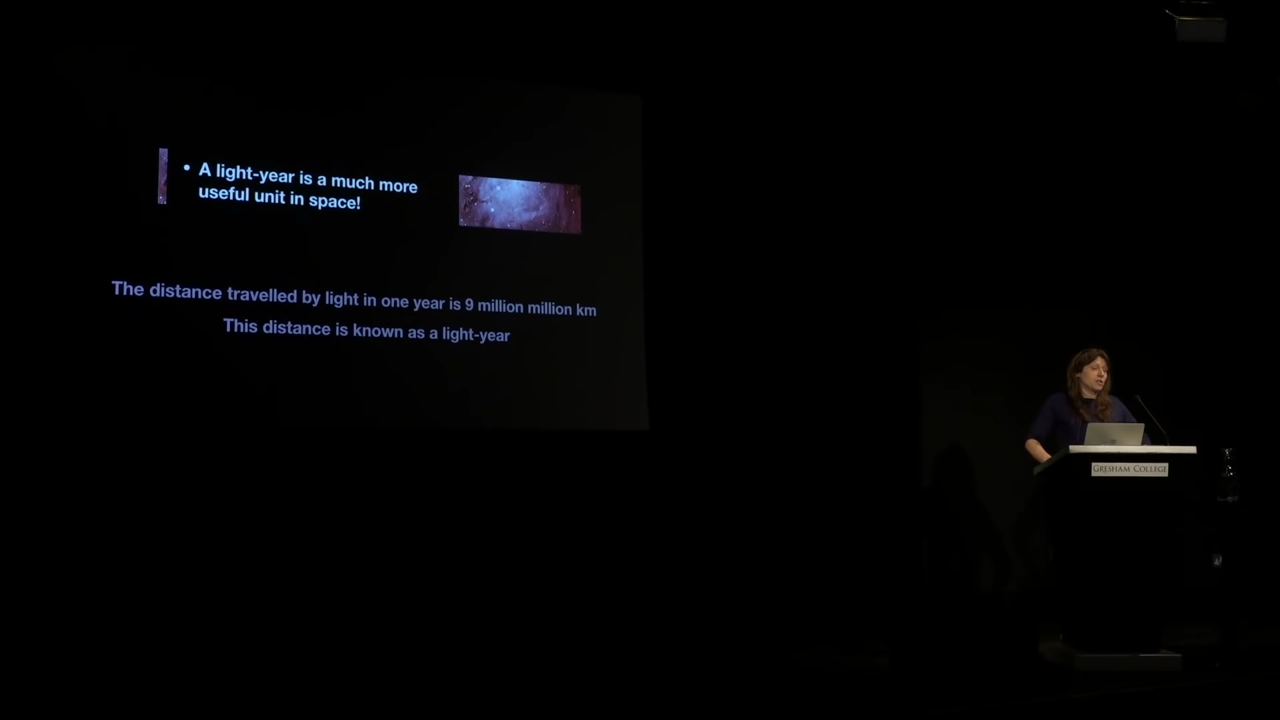 • A light-year is a much more
useful unit in space!
The distance travelled by light in one year is 9 million million km
This distance is known as a light-year
GRESHAM COLLEGE